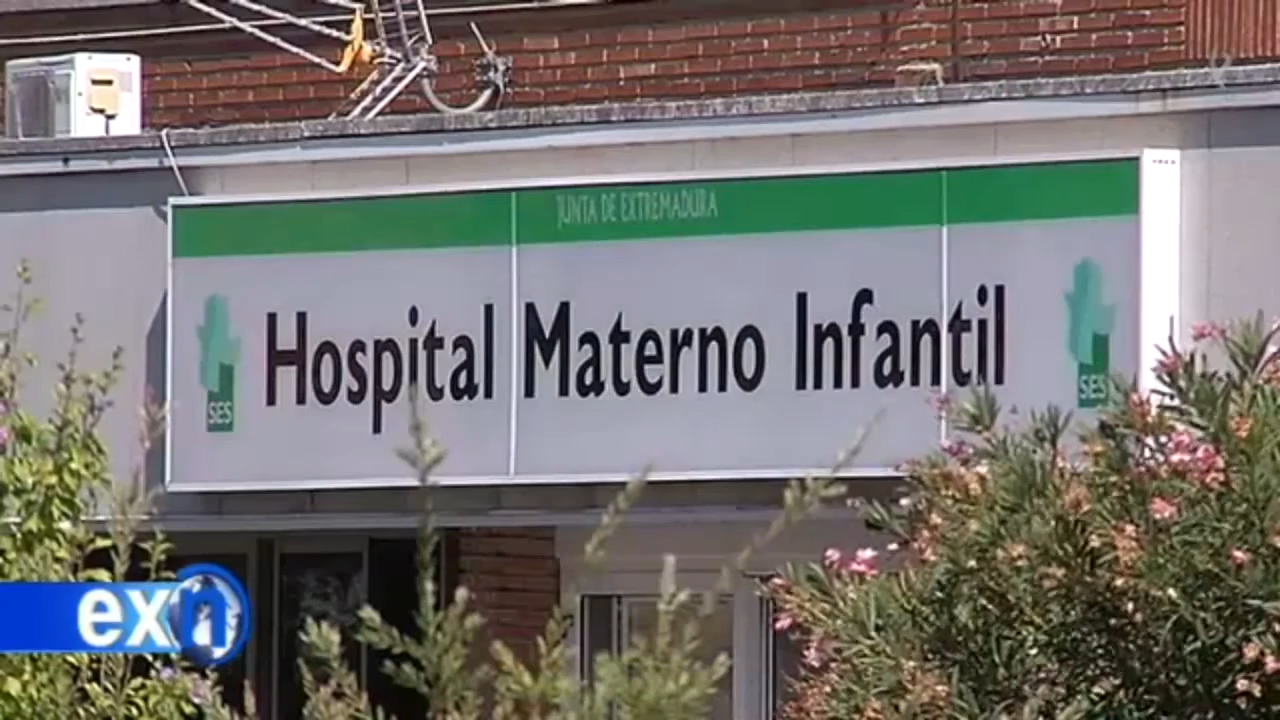 JUNTA DE EXTREMADURA
Hospital Materno Infantil
SES
SES
exn